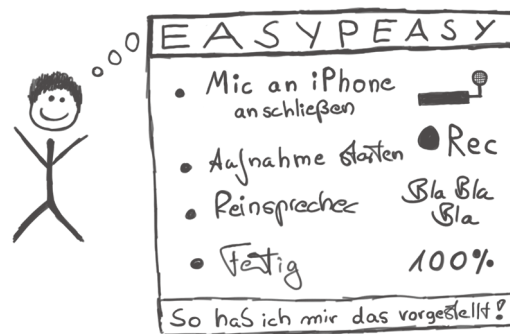 EASYPEASY
• Mic an iPhone
anschließen
• Aufnahme starten
Rec
• Reinsprechen
Bla Bla
Bla
• Fertig
100%
So hab ich mir das vorgestellt!